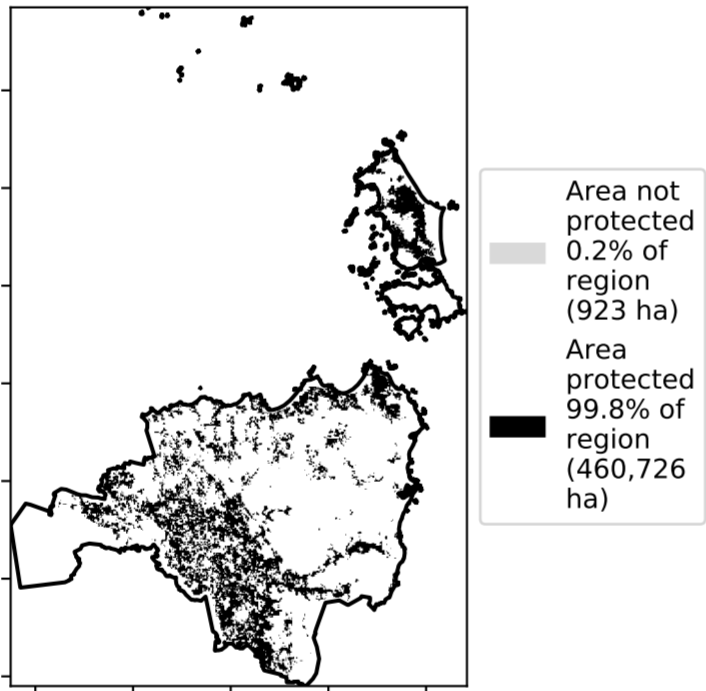 Area not
protected
0.2% of
region
(923 ha)
Area
protected
99.8% of
region
(460,726
ha)